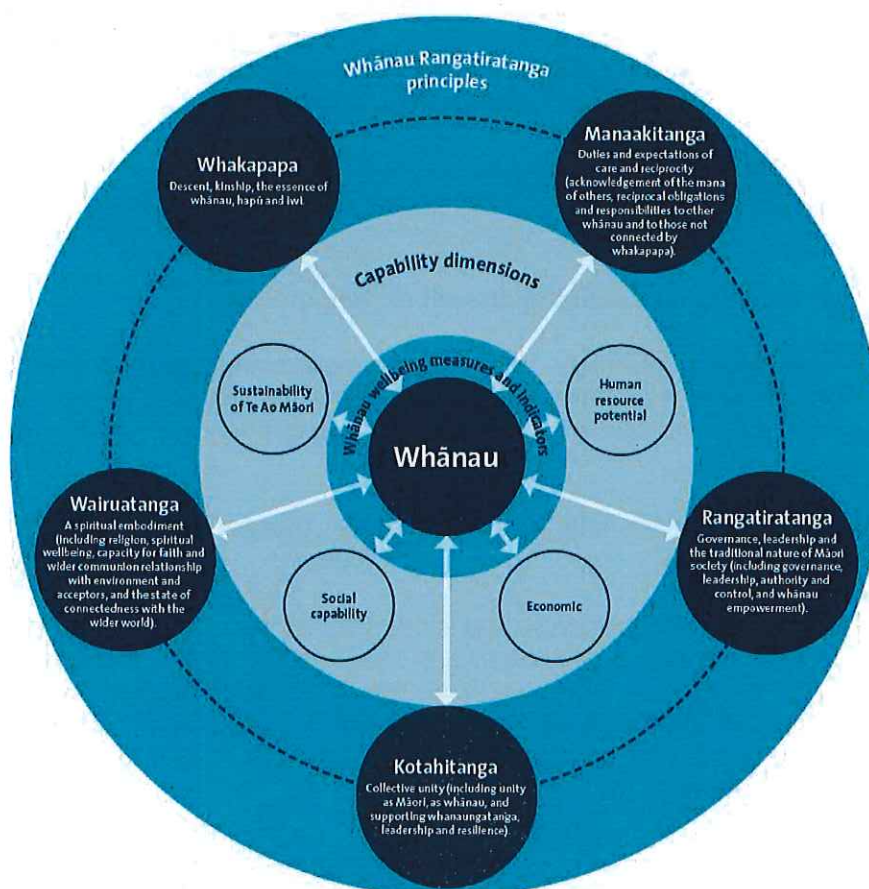 Whānau Rangatiratanga
principles
Whakapapa
Descent, kinship, the essence of
whānau, hapū and iwi.
Manaakitanga
Duties and expectations of
care and reciprocity
(acknowledgement of the mana
of others, reciprocal obligations
and responsibilities to other
whānau and to those not
connected by
whakapapa).
Capability dimensions
Sustainability
of Te Ao Māori
Human
resource
potential
Whānau wellbeing measures and indicators
Whānau
Wairuatanga
A spiritual embodiment
(including religion, spiritual
wellbeing, capacity for faith and
wider communion relationship
with environment and
acceptors, and the state of
connectedness with the
wider world).
Rangatiratanga
Governance, leadership and
the traditional nature of Māori
society (including governance,
leadership, authority and
control, and whānau
empowerment).
Social
capability
Economic
Kotahitanga
Collective unity (including unity
as Māori, as whānau, and
supporting whanaungatanga,
leadership and resilience).